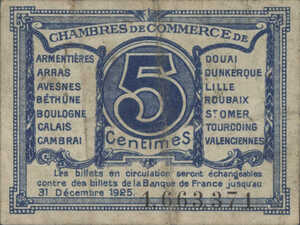 CHAMBRES DE COMMERCE DE
ARMENTIÈRES
ARRAS
AVESNES
BÉTHUNE
BOULOGNE
CALAIS
CAMBRAI
5
Centimes
DOUAI
DUNKERQUE
LILLE
ROUBAIX
ST OMER
TOURCOING
VALENCIENNES
Les billets en circulation seront échangeables
contre des billets de la Banque de France jusqu'au
31 Décembre 1925.
1,663,371